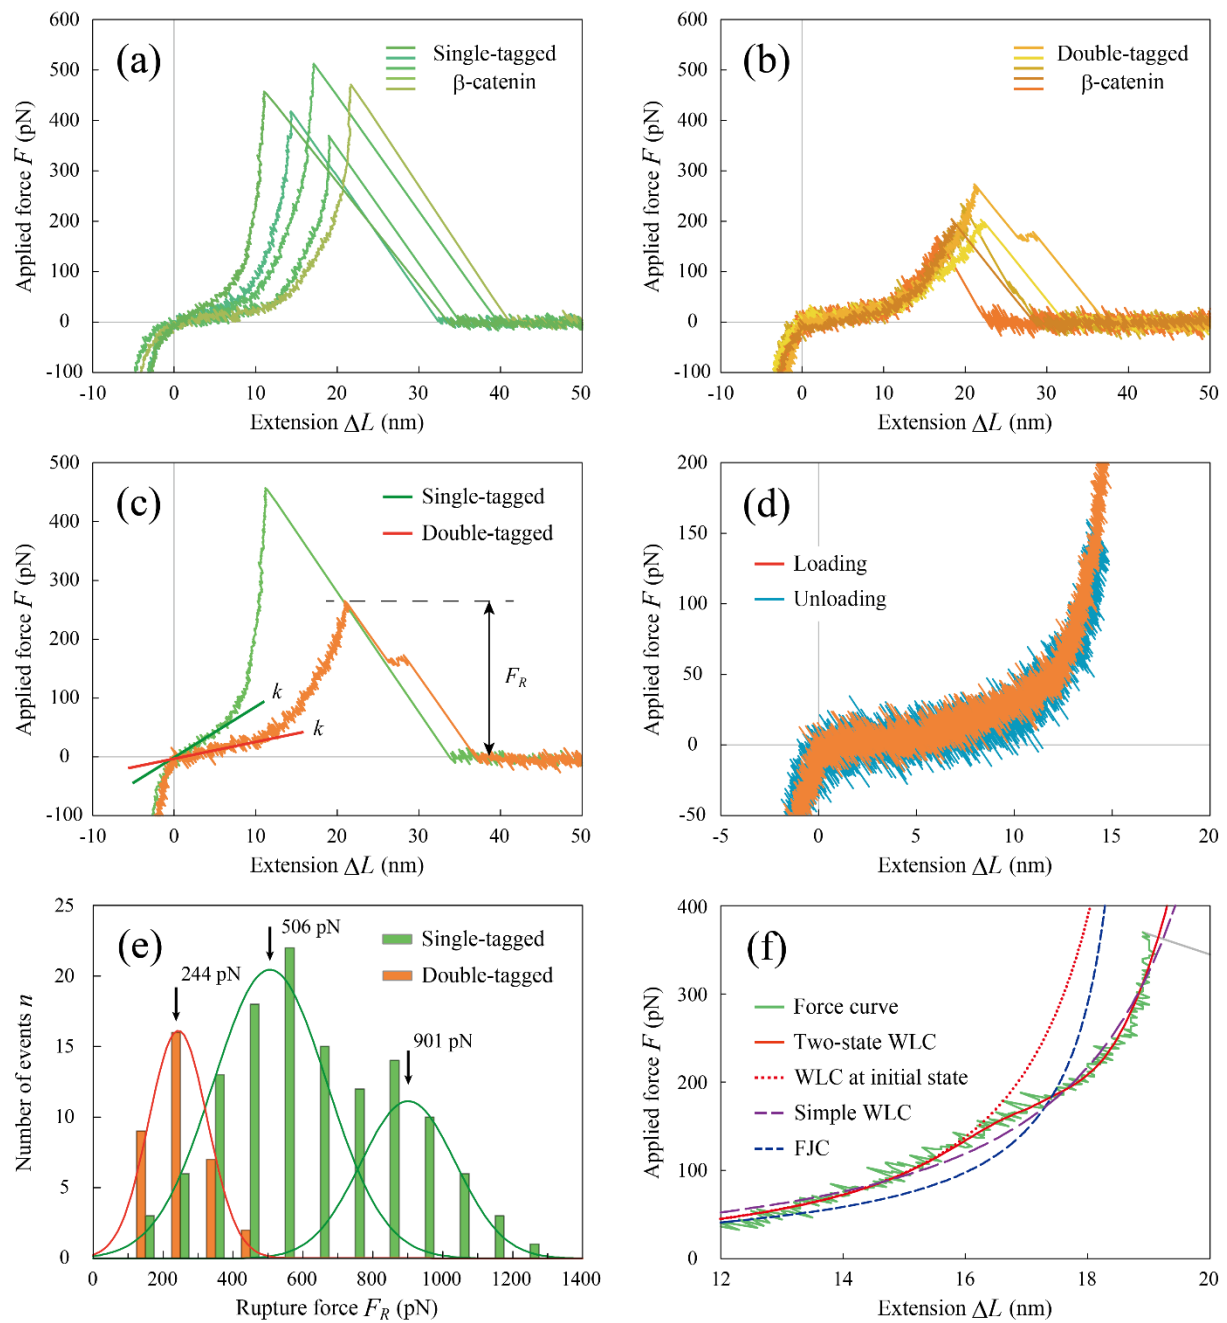 (a)
Single-tagged
β-catenin
600
500
400
300
200
100
0
-100
-10
0
10
20
30
40
50
Applied force F (pN)
Extension ΔL (nm)
(b)
Double-tagged
β-catenin
600
500
400
300
200
100
0
-100
-10
0
10
20
30
40
50
Applied force F (pN)
Extension ΔL (nm)
(c)
Single-tagged
Double-tagged
k
k
F_R
500
400
300
200
100
0
-100
-10
0
10
20
30
40
50
Applied force F (pN)
Extension ΔL (nm)
(d)
Loading
Unloading
200
150
100
50
0
-50
-5
0
5
10
15
20
Applied force F (pN)
Extension ΔL (nm)
(e)
506 pN
244 pN
901 pN
Single-tagged
Double-tagged
25
20
15
10
5
0
0
200
400
600
800
1000
1200
1400
Number of events n
Rupture force F_R (pN)
(f)
Force curve
Two-state WLC
WLC at initial state
Simple WLC
FJC
400
300
200
100
0
12
14
16
18
20
Applied force F (pN)
Extension ΔL (nm)